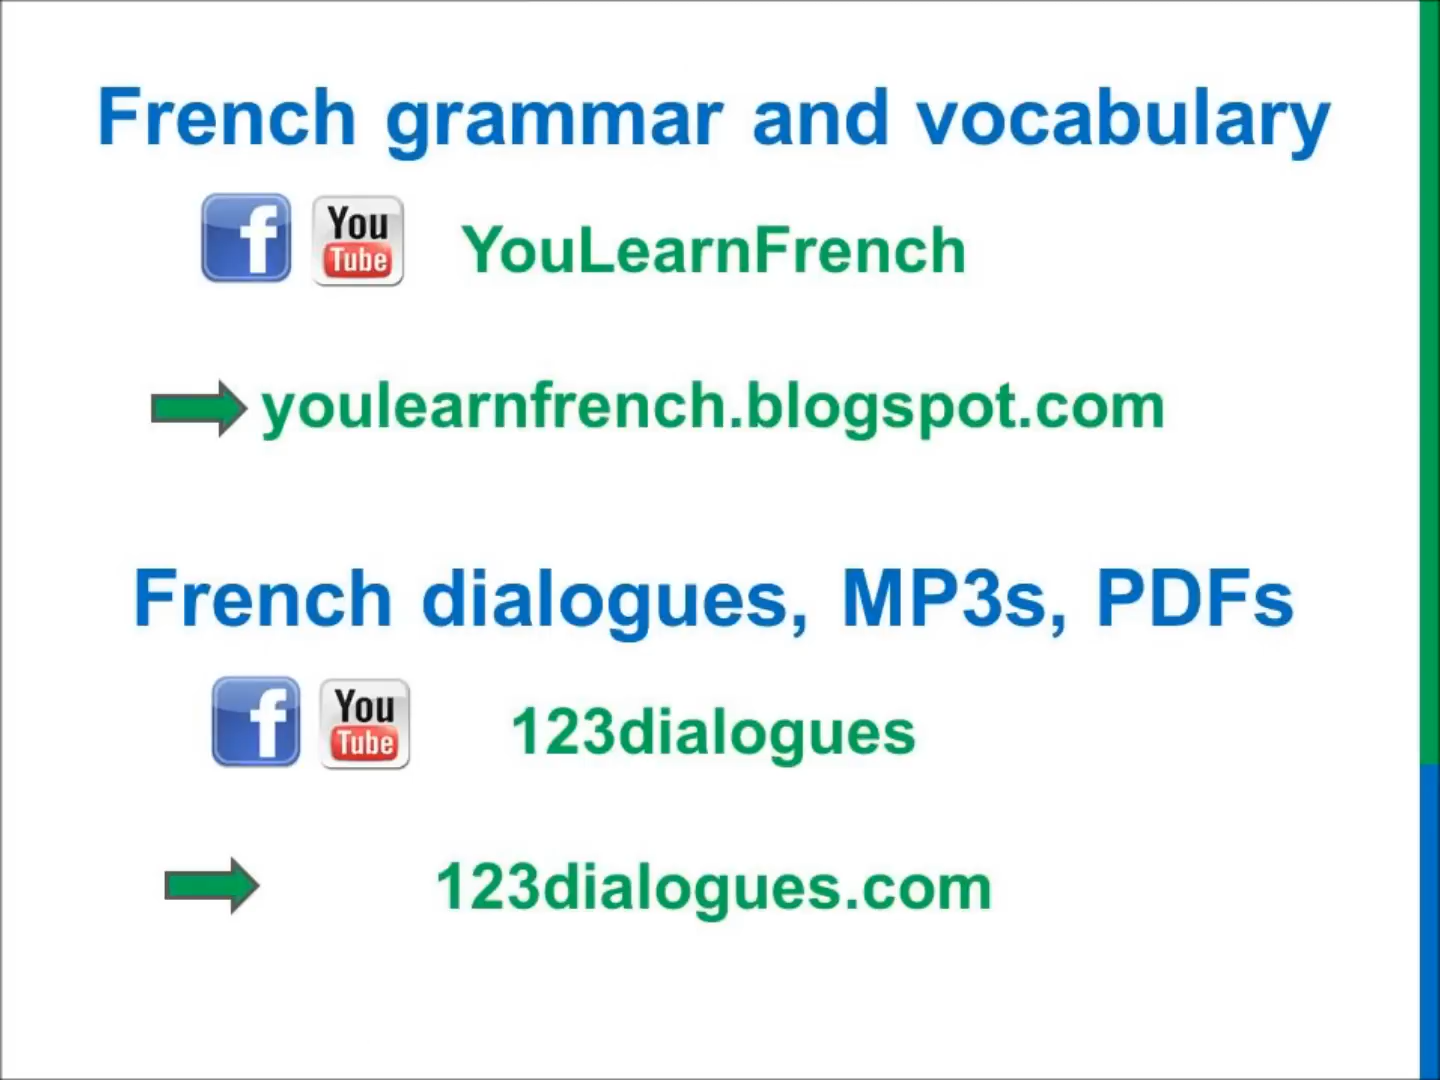 French grammar and vocabulary
f You Tube YouLearnFrench
youlearnfrench.blogspot.com
French dialogues, MP3s, PDFs
f You Tube 123dialogues
123dialogues.com